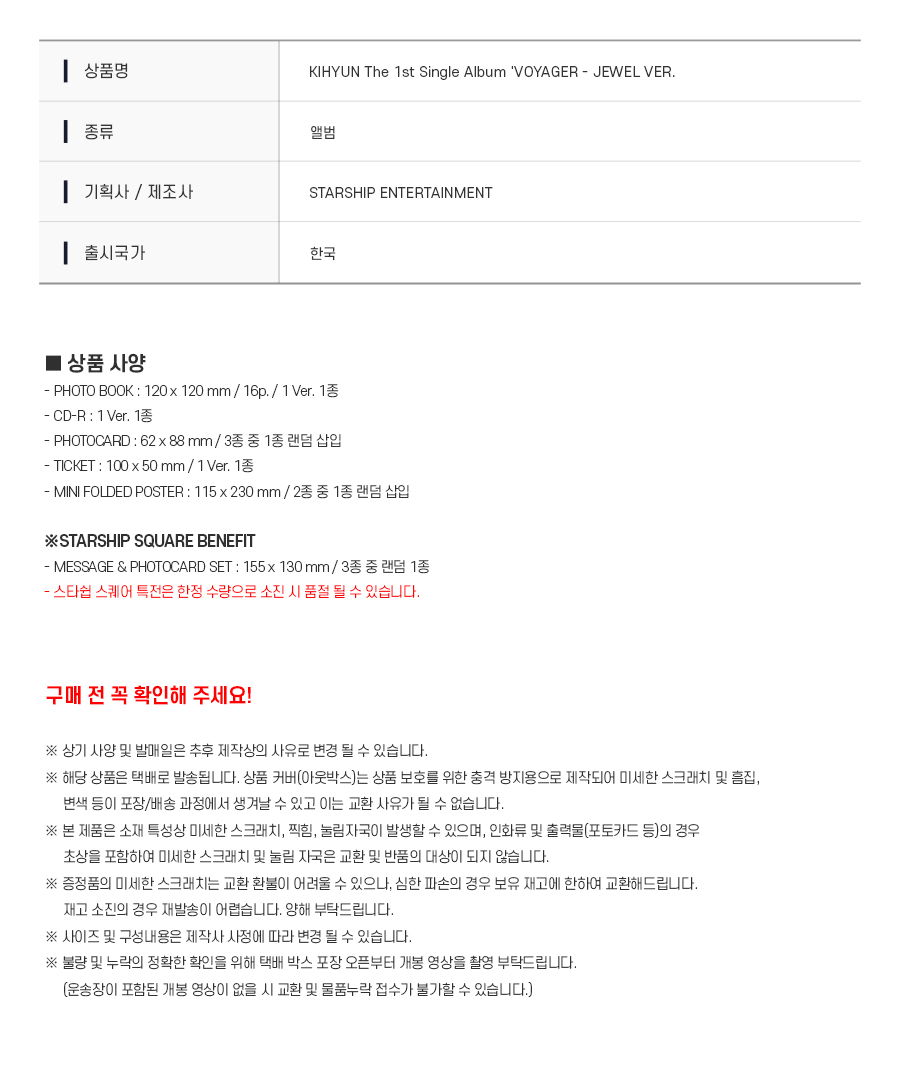 상품명
KIHYUN The 1st Single Album 'VOYAGER - JEWEL VER.
종류
앨범
기획사 / 제조사
STARSHIP ENTERTAINMENT
출시국가
한국
■ 상품 사양
- PHOTO BOOK : 120 x 120 mm / 16p. / 1 Ver. 1종
- CD-R : 1 Ver. 1종
- PHOTOCARD : 62 x 88 mm / 3종 중 1종 랜덤 삽입
- TICKET : 100 x 50 mm / 1 Ver. 1종
- MINI FOLDED POSTER : 115 x 230 mm / 2종 중 1종 랜덤 삽입
※STARSHIP SQUARE BENEFIT
- MESSAGE & PHOTOCARD SET : 155 x 130 mm / 3종 중 랜덤 1종
- 스타쉽 스퀘어 특전은 한정 수량으로 소진 시 품절 될 수 있습니다.
구매 전 꼭 확인해 주세요!
※ 상기 사양 및 발매일은 추후 제작상의 사유로 변경 될 수 있습니다.
※ 해당 상품은 택배로 발송됩니다. 상품 커버(아웃박스)는 상품 보호를 위한 충격 방지용으로 제작되어 미세한 스크래치 및 흠집,
변색 등이 포장/배송 과정에서 생겨날 수 있고 이는 교환 사유가 될 수 없습니다.
※ 본 제품은 소재 특성상 미세한 스크래치, 찍힘, 눌림자국이 발생할 수 있으며, 인화류 및 출력물(포토카드 등)의 경우
초상을 포함하여 미세한 스크래치 및 눌림 자국은 교환 및 반품의 대상이 되지 않습니다.
※ 증정품의 미세한 스크래치는 교환 환불이 어려울 수 있으나, 심한 파손의 경우 보유 재고에 한하여 교환해드립니다.
재고 소진의 경우 재발송이 어렵습니다. 양해 부탁드립니다.
※ 사이즈 및 구성내용은 제작사 사정에 따라 변경 될 수 있습니다.
※ 불량 및 누락의 정확한 확인을 위해 택배 박스 포장 오픈부터 개봉 영상을 촬영 부탁드립니다.
(운송장이 포함된 개봉 영상이 없을 시 교환 및 물품누락 접수가 불가할 수 있습니다.)